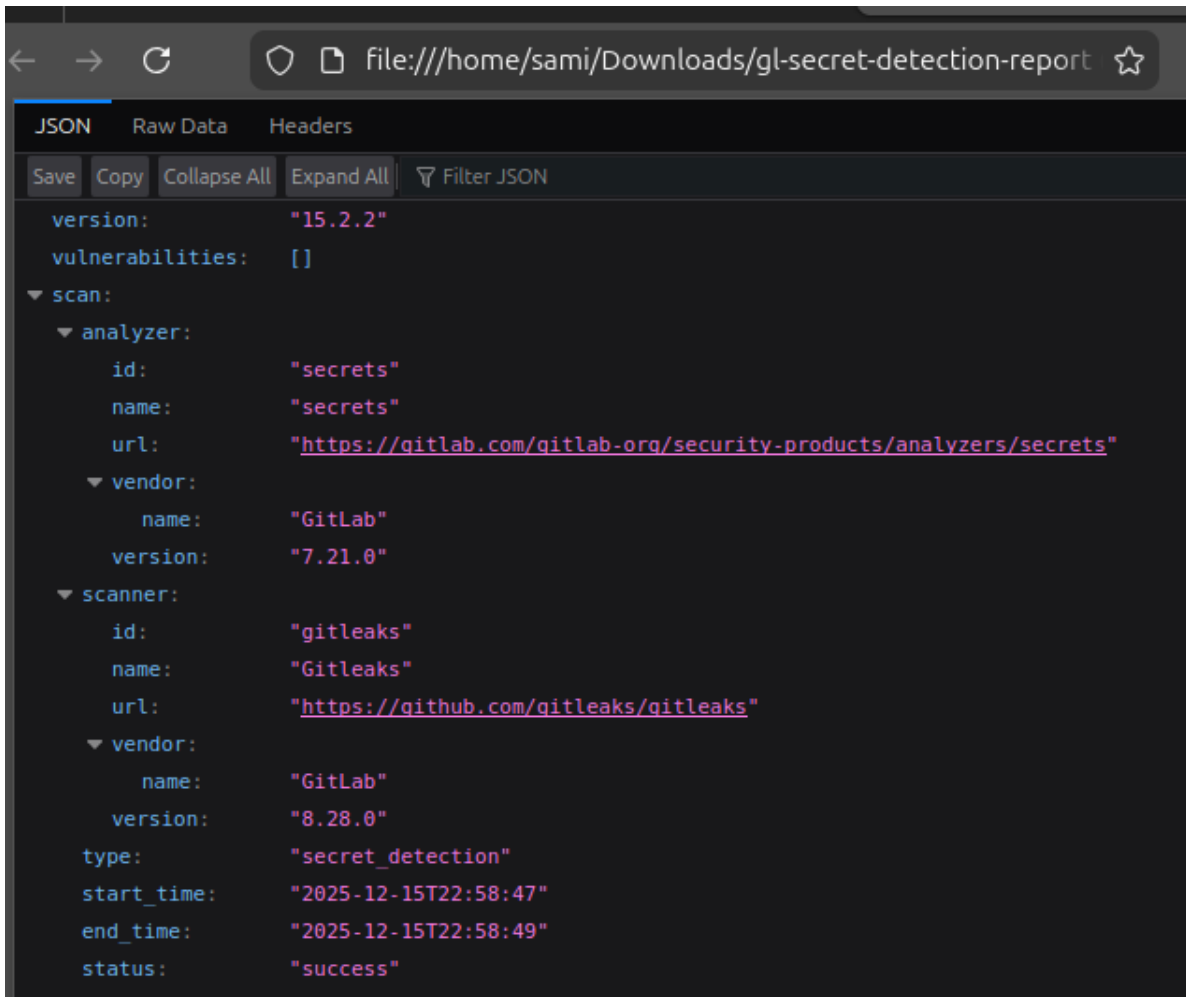 file:///home/sami/Downloads/gl-secret-detection-report
JSON Raw Data Headers
Save Copy Collapse All Expand All Filter JSON
version: "15.2.2"
vulnerabilities: []
scan:
analyzer:
id: "secrets"
name: "secrets"
url: "https://gitlab.com/gitlab-org/security-products/analyzers/secrets"
vendor:
name: "GitLab"
version: "7.21.0"
scanner:
id: "gitleaks"
name: "Gitleaks"
url: "https://github.com/gitleaks/gitleaks"
vendor:
name: "GitLab"
version: "8.28.0"
type: "secret_detection"
start_time: "2025-12-15T22:58:47"
end_time: "2025-12-15T22:58:49"
status: "success"